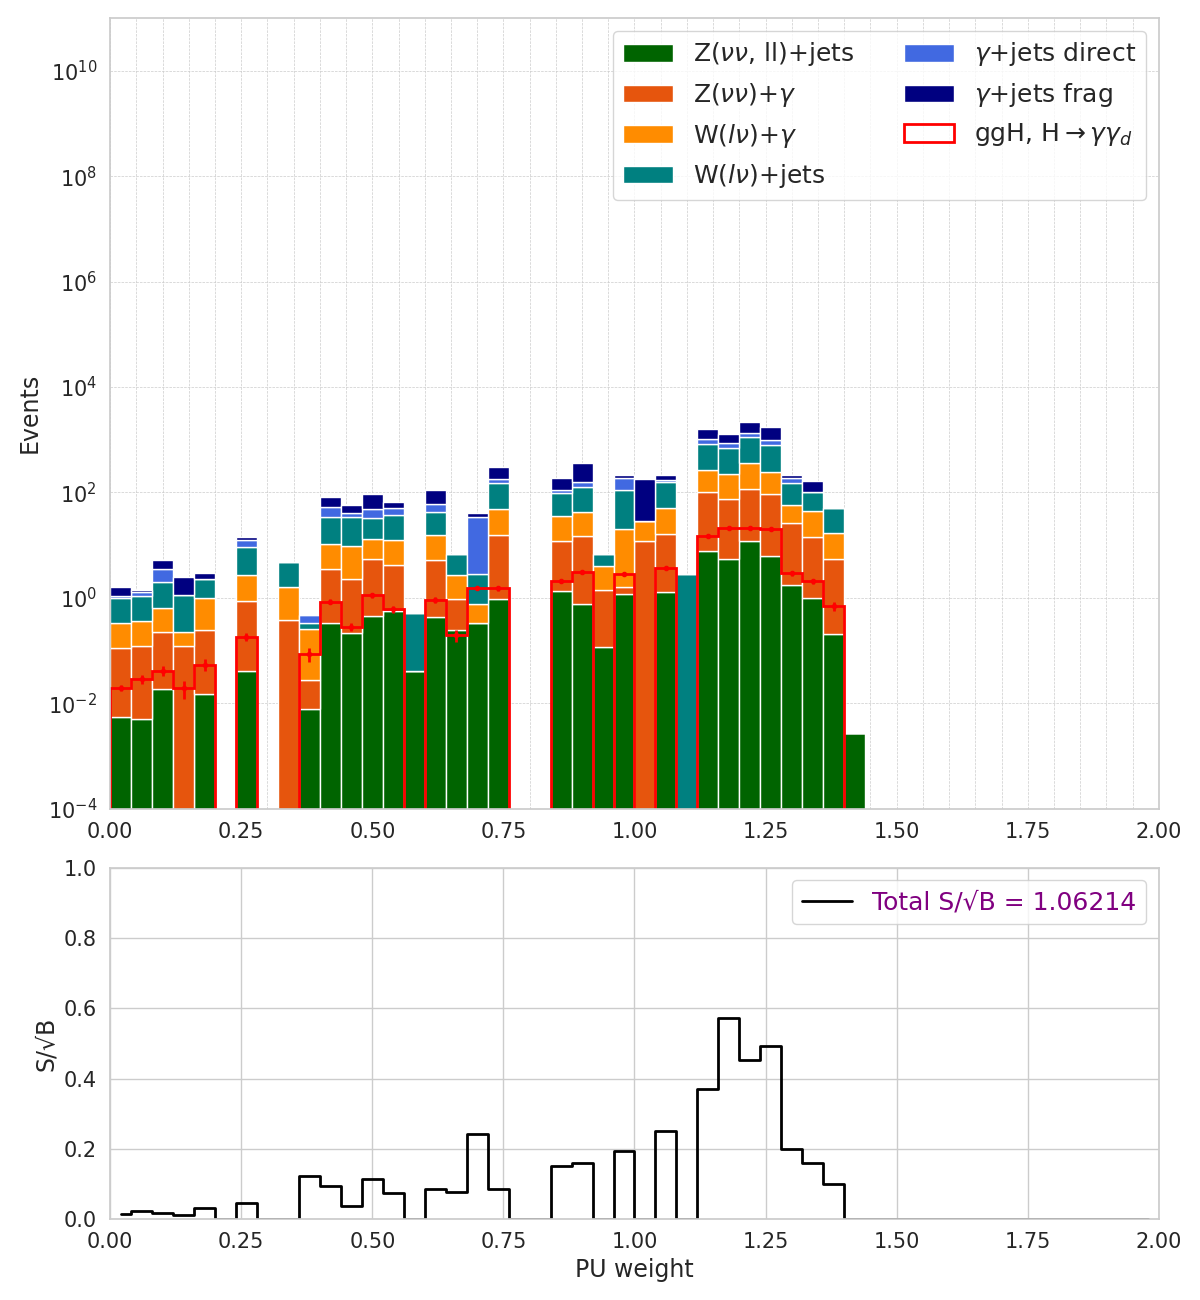 Z(νν, ll)+jets
Z(νν)+γ
W(lν)+γ
W(lν)+jets
γ+jets direct
γ+jets frag
ggH, H→γγ_d
Events
10^10
10^8
10^6
10^4
10^2
10^0
10^−2
10^−4
0.00 0.25 0.50 0.75 1.00 1.25 1.50 1.75 2.00
Total S/√B = 1.06214
S/√B
1.0
0.8
0.6
0.4
0.2
0.0
0.00 0.25 0.50 0.75 1.00 1.25 1.50 1.75 2.00
PU weight